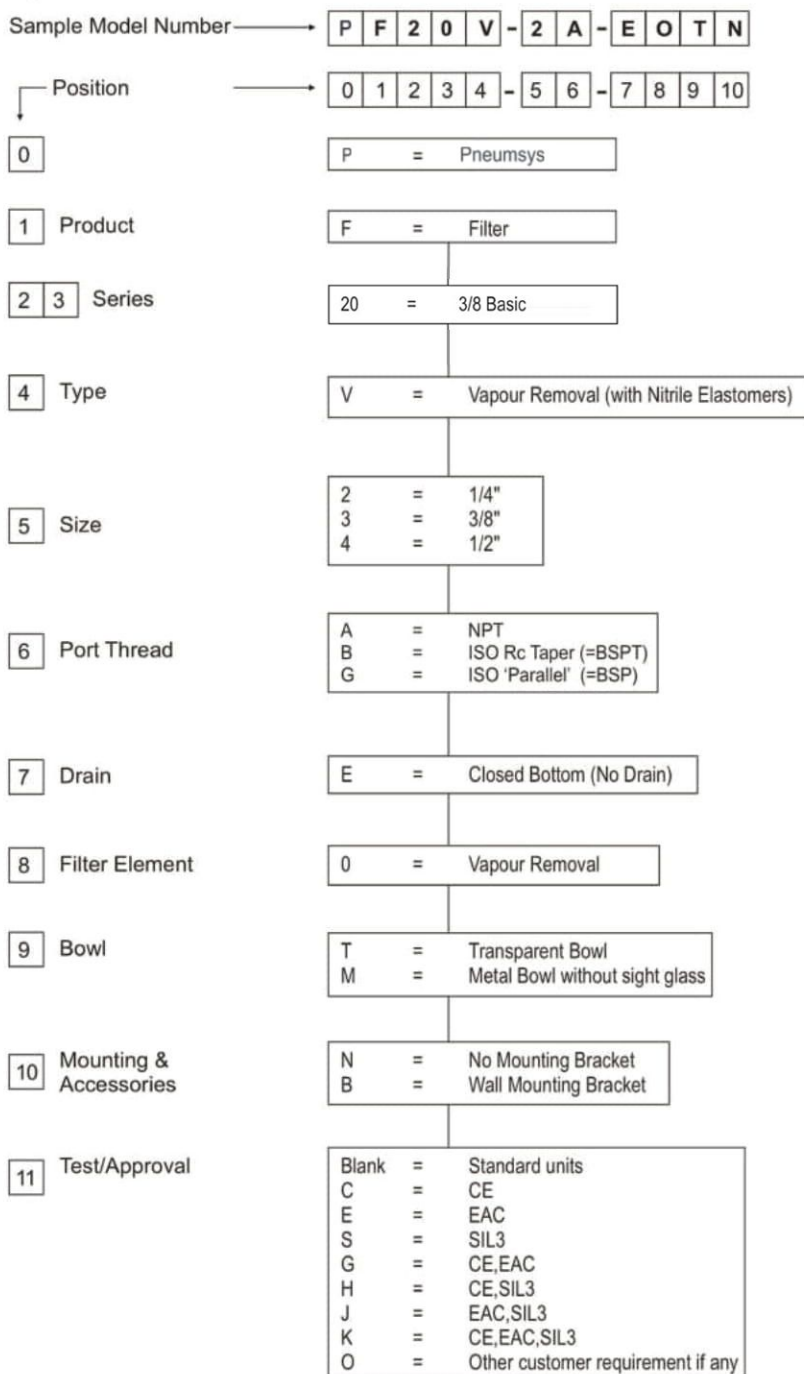 Sample Model Number P F 2 0 V - 2 A - E O T N
Position 0 1 2 3 4 - 5 6 - 7 8 9 10
0 P = Pneumsys
1 Product F = Filter
2 3 Series 20 = 3/8 Basic
4 Type V = Vapour Removal (with Nitrile Elastomers)
5 Size
2 = 1/4"
3 = 3/8"
4 = 1/2"
6 Port Thread
A = NPT
B = ISO Rc Taper (=BSPT)
G = ISO ‘Parallel’ (=BSP)
7 Drain E = Closed Bottom (No Drain)
8 Filter Element 0 = Vapour Removal
9 Bowl
T = Transparent Bowl
M = Metal Bowl without sight glass
10 Mounting &
Accessories
N = No Mounting Bracket
B = Wall Mounting Bracket
11 Test/Approval
Blank = Standard units
C = CE
E = EAC
S = SIL3
G = CE,EAC
H = CE,SIL3
J = EAC,SIL3
K = CE,EAC,SIL3
O = Other customer requirement if any